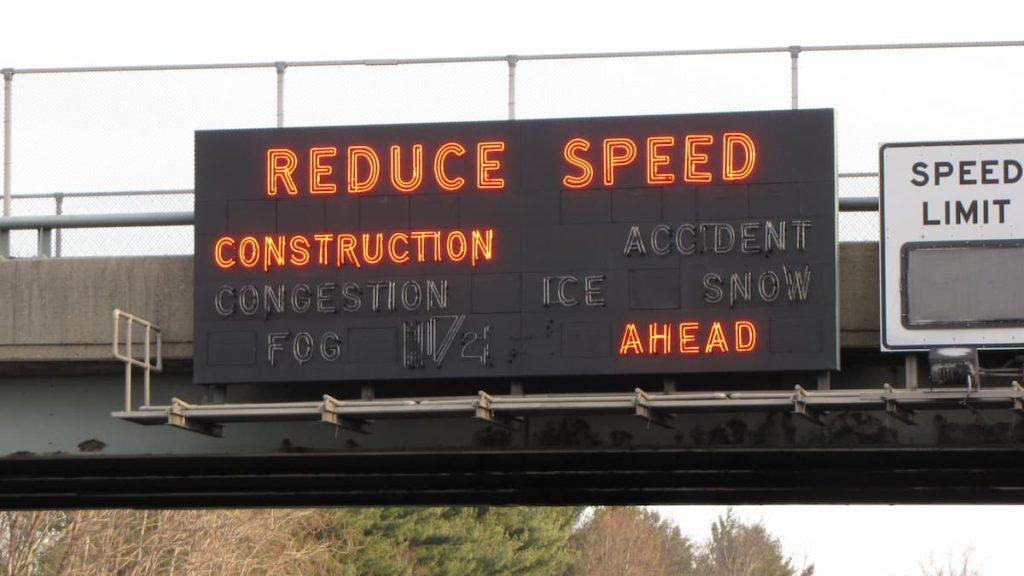 REDUCE SPEED
CONSTRUCTION ACCIDENT
CONGESTION ICE SNOW
FOG AHEAD
SPEED
LIMIT